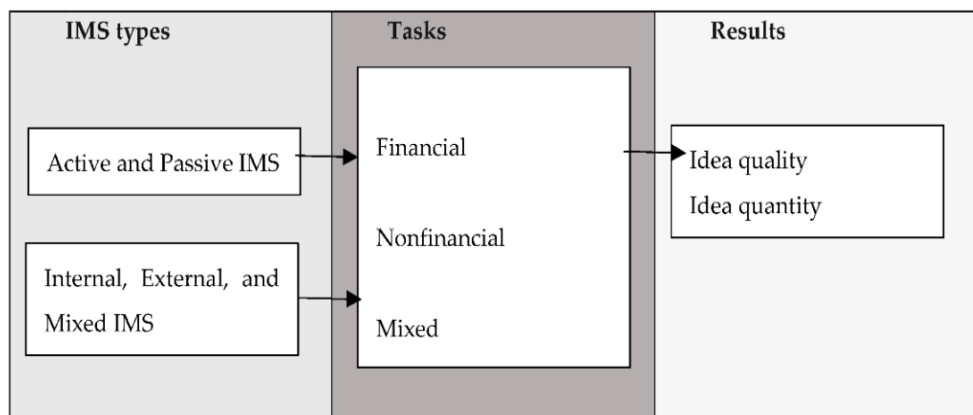 IMS types
Tasks
Results
Active and Passive IMS
Internal, External, and
Mixed IMS
Financial
Nonfinancial
Mixed
Idea quality
Idea quantity